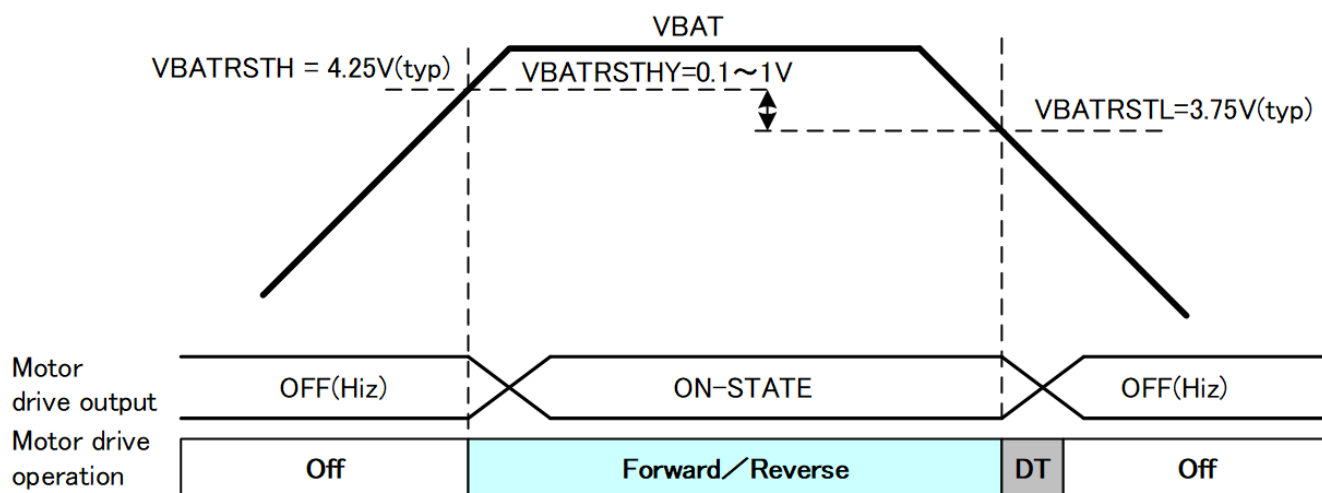 VBAT
VBATRSTH = 4.25V(typ)
VBATRSTHY=0.1～1V
VBATRSTL=3.75V(typ)
Motor
drive output
OFF(Hiz)
ON-STATE
OFF(Hiz)
Motor drive
operation
Off
Forward／Reverse
DT
Off